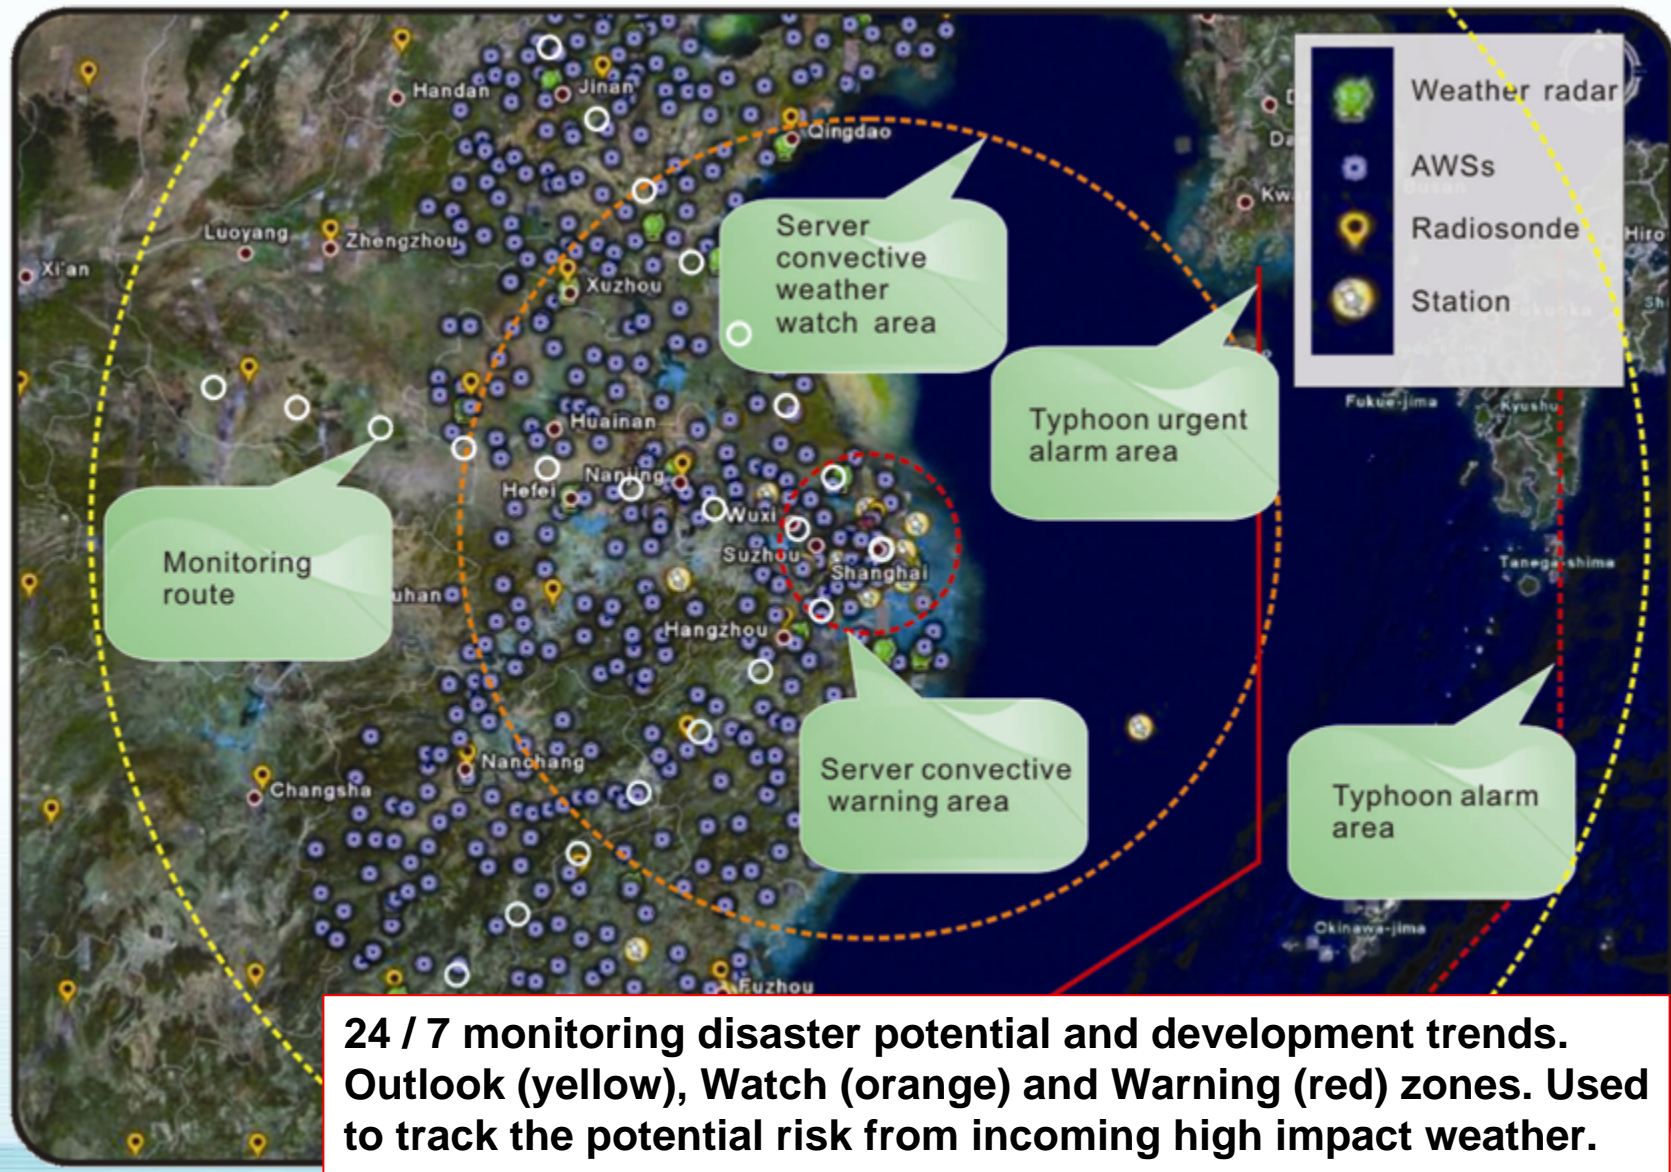 Handan
Jinan
Qingdao
Weather radar
AWSs
Radiosonde
Station
Luoyang
Zhengzhou
Xi'an
Xuzhou
Server
convective
weather
watch area
Hiro
Typhoon urgent
alarm area
Fukue-jima
Kyushu
Huainan
Nanjing
Hefei
Wuxi
Suzhou
Shanghai
Monitoring
route
uhan
Hangzhou
Tanega-shima
Nanchang
Changsha
Server convective
warning area
Typhoon alarm
area
Okinawa-jima
Fuzhou
24 / 7 monitoring disaster potential and development trends.
Outlook (yellow), Watch (orange) and Warning (red) zones. Used
to track the potential risk from incoming high impact weather.